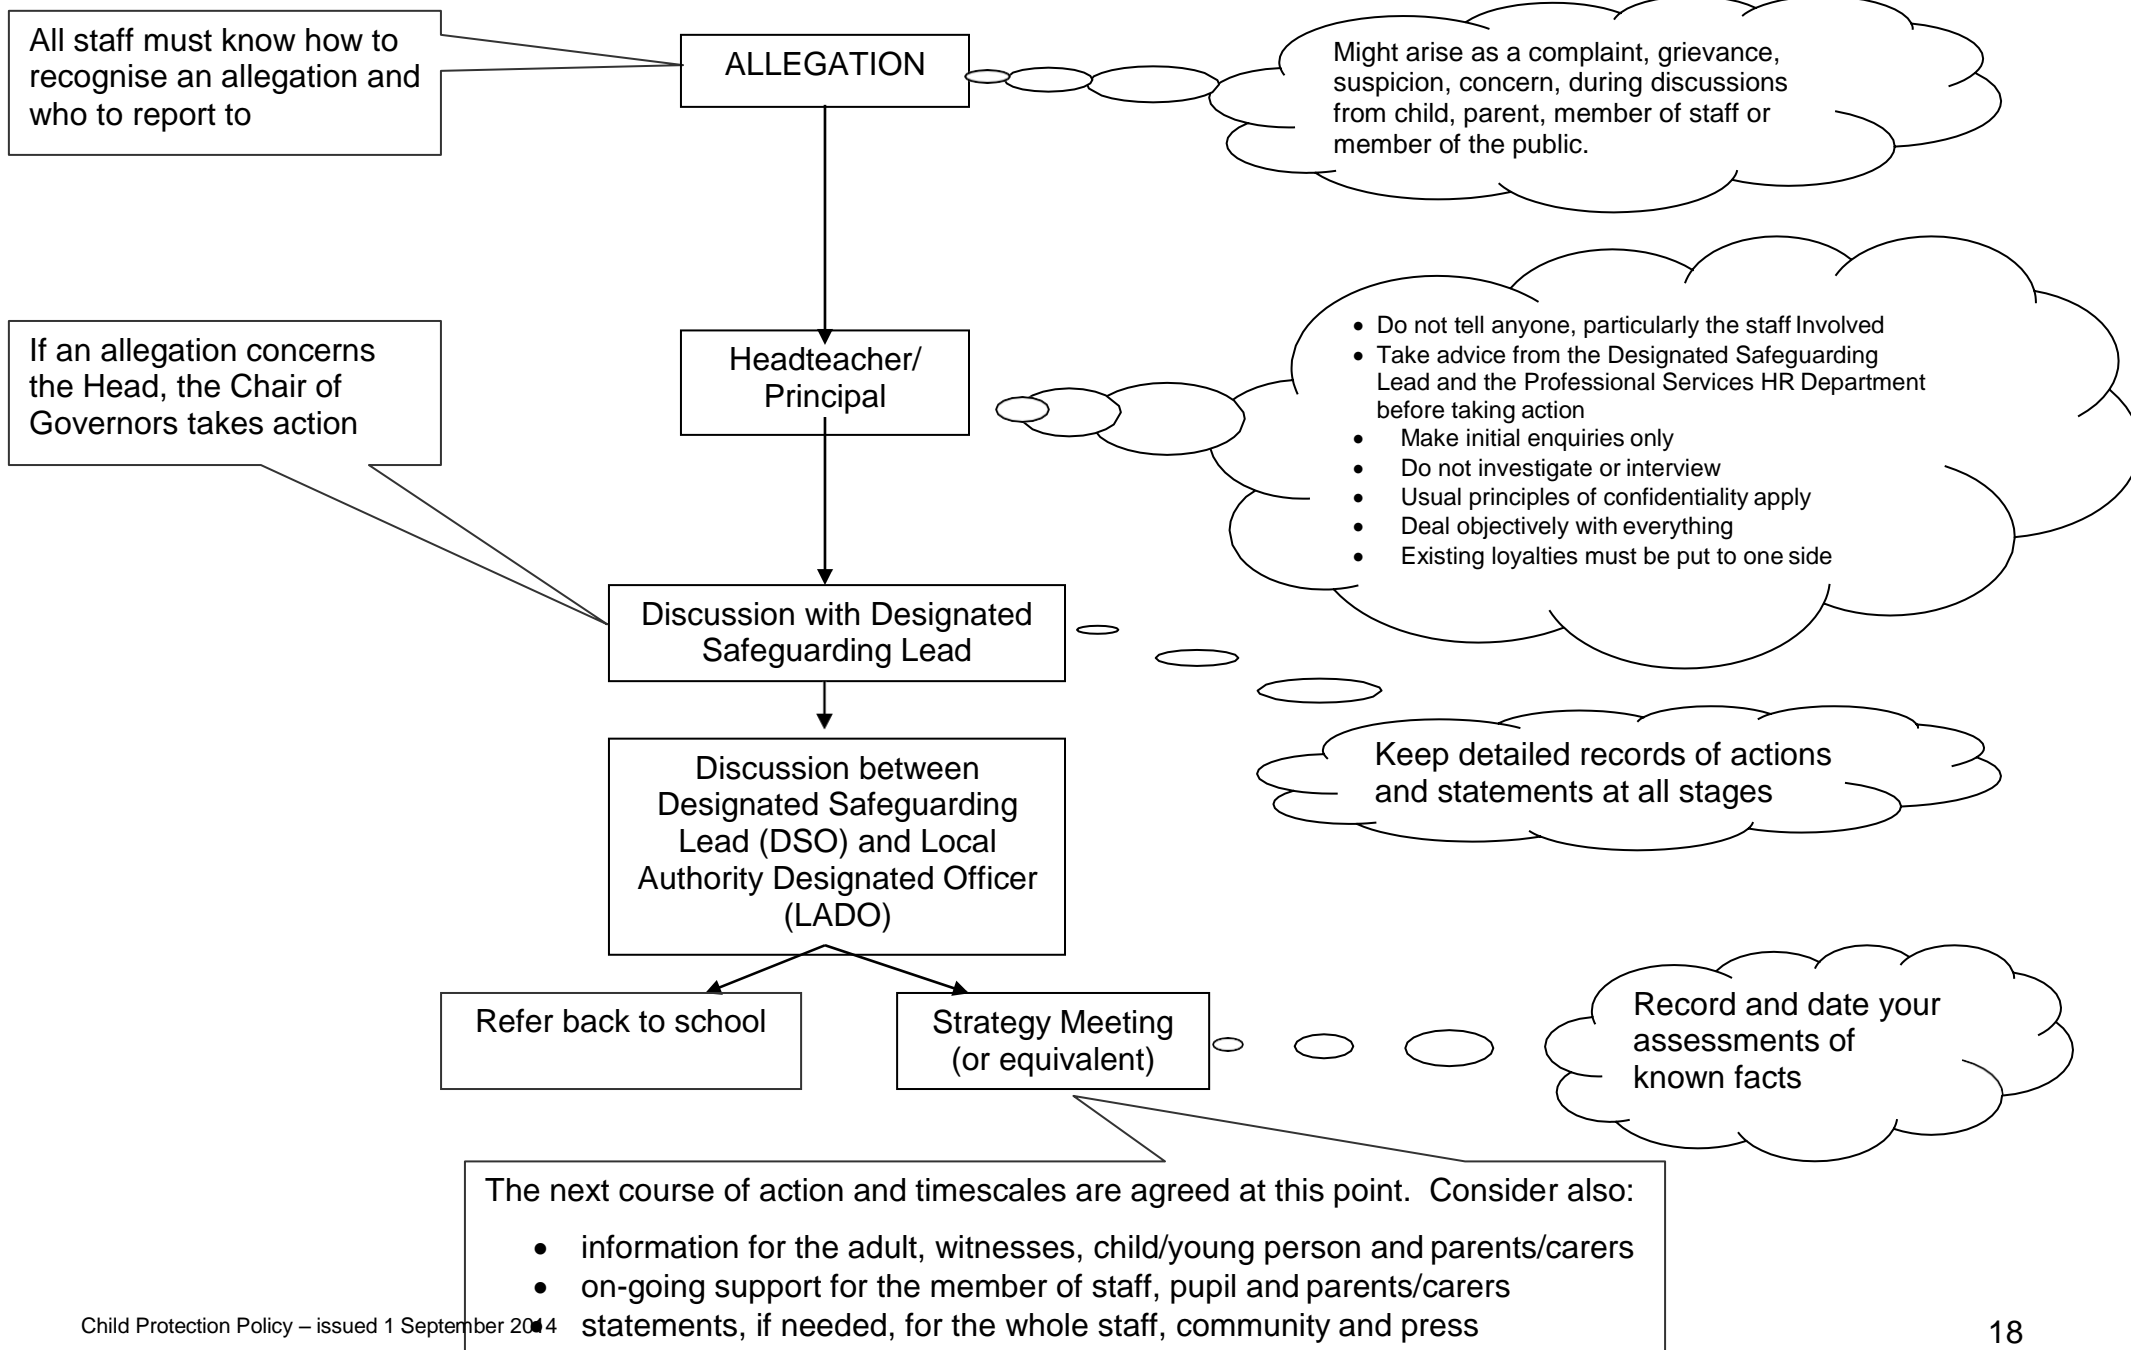 All staff must know how to
recognise an allegation and
who to report to
ALLEGATION
Might arise as a complaint, grievance,
suspicion, concern, during discussions
from child, parent, member of staff or
member of the public.
If an allegation concerns
the Head, the Chair of
Governors takes action
Headteacher/
Principal
• Do not tell anyone, particularly the staff Involved
• Take advice from the Designated Safeguarding
Lead and the Professional Services HR Department
before taking action
• Make initial enquiries only
• Do not investigate or interview
• Usual principles of confidentiality apply
• Deal objectively with everything
• Existing loyalties must be put to one side
Discussion with Designated
Safeguarding Lead
Keep detailed records of actions
and statements at all stages
Discussion between
Designated Safeguarding
Lead (DSO) and Local
Authority Designated Officer
(LADO)
Refer back to school
Strategy Meeting
(or equivalent)
Record and date your
assessments of
known facts
The next course of action and timescales are agreed at this point. Consider also:
• information for the adult, witnesses, child/young person and parents/carers
• on-going support for the member of staff, pupil and parents/carers
• statements, if needed, for the whole staff, community and press
Child Protection Policy – issued 1 September 2014
18